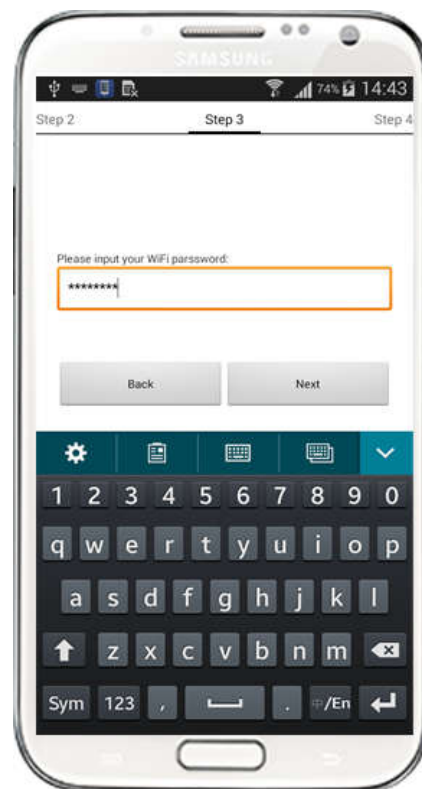 SAMSUNG
74% 14:43
Step 2 Step 3 Step 4
Please input your WiFi parssword:
********
Back Next
1 2 3 4 5 6 7 8 9 0
q w e r t y u i o p
a s d f g h j k l
z x c v b n m
Sym 123 , . 中/En